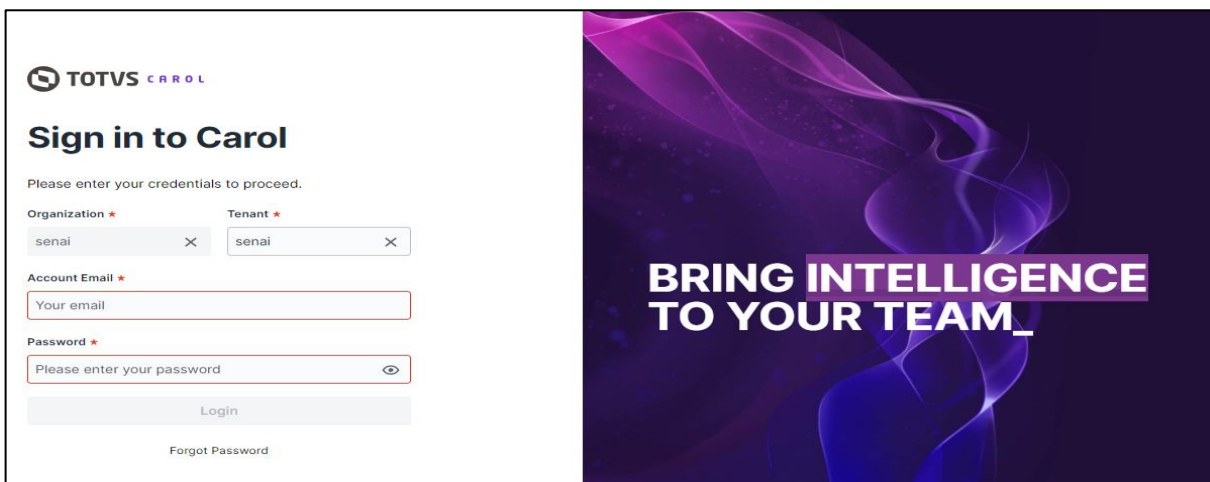 TOTVS CAROL
Sign in to Carol
Please enter your credentials to proceed.
Organization ★ Tenant ★
senai senai
Account Email ★
Your email
Password ★
Please enter your password
Login
Forgot Password
BRING INTELLIGENCE
TO YOUR TEAM_